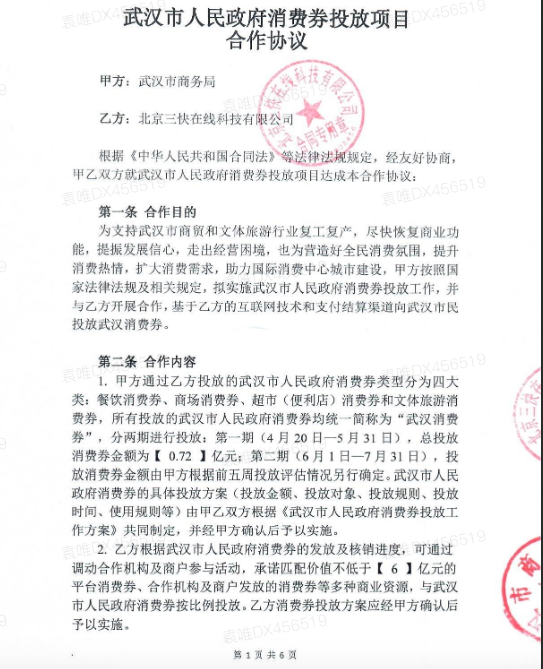 武汉市人民政府消费券投放项目
合作协议
甲方：武汉市商务局
乙方：北京三快在线科技有限公司
根据《中华人民共和国合同法》等法律法规规定，经友好协商，
甲乙双方就武汉市人民政府消费券投放项目达成本合作协议：
第一条 合作目的
为支持武汉市商贸和文体旅游行业复工复产，尽快恢复商业功
能，提振发展信心，走出经营困境，也为营造好全民消费氛围，提升
消费热情，扩大消费需求，助力国际消费中心城市建设，甲方按照国
家法律法规及相关规定，拟实施武汉市人民政府消费券投放工作，并
与乙方开展合作，基于乙方的互联网技术和支付结算渠道向武汉市民
投放武汉消费券。
第二条 合作内容
1. 甲方通过乙方投放的武汉市人民政府消费券类型分为四大
类：餐饮消费券、商场消费券、超市（便利店）消费券和文体旅游消
费券，所有投放的武汉市人民政府消费券均统一简称为“武汉消费
券”，分两期进行投放：第一期（4 月 20 日—5 月 31 日），总投放
消费券金额为【 0.72 】亿元；第二期（6 月 1 日—7 月 31 日），投
放消费券金额由甲方根据前五周投放评估情况另行确定。武汉市人民
政府消费券的具体投放方案（投放金额、投放对象、投放规则、投放
时间、使用规则等）由甲乙双方根据《武汉市政府消费券投放工
作方案》共同制定，并经甲方确认后予以实施。
2. 乙方根据武汉市人民政府消费券的发放及核销进度，可通过
调动合作机构及商户参与活动，承诺匹配价值不低于【 6 】亿元的
平台消费券、合作机构及商户发放的消费券等多种商业资源，与武汉
市人民政府消费券按比例投放。乙方消费券投放方案应经甲方确认后
予以实施。
第 1 页 共 6 页
袁唯DX456519
合同专用章